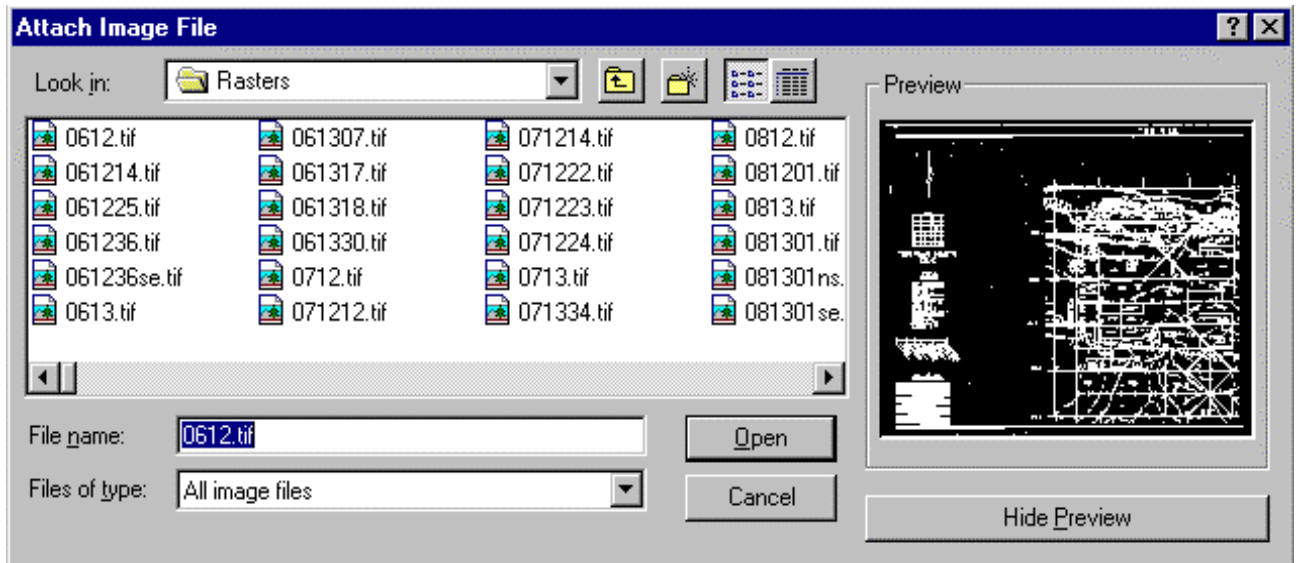 Attach Image File
Look in: Rasters
Preview
0612.tif 061307.tif 071214.tif 0812.tif
061214.tif 061317.tif 071222.tif 081201.tif
061225.tif 061318.tif 071223.tif 0813.tif
061236.tif 061330.tif 071224.tif 081301.tif
061236se.tif 0712.tif 0713.tif 081301ns.
0613.tif 071212.tif 071334.tif 081301se.
File name: 0612.tif Open
Files of type: All image files Cancel
Hide Preview